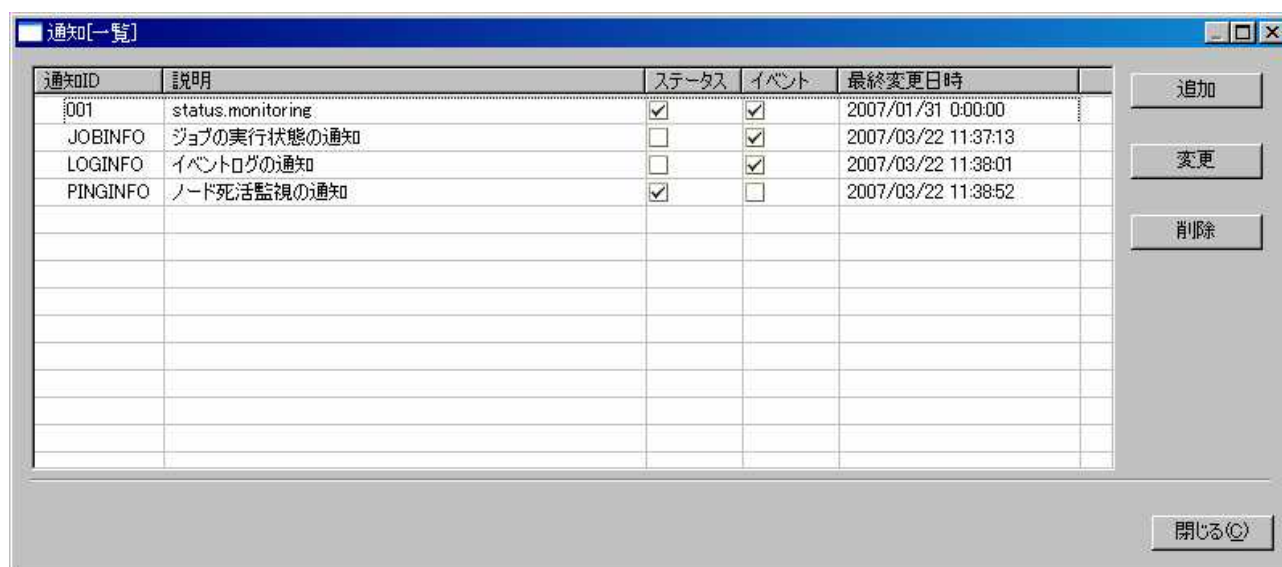 通知[一覧]
通知ID 説明 ステータス イベント 最終変更日時
001 status.monitoring 2007/01/31 0:00:00
JOBINFO ジョブの実行状態の通知 2007/03/22 11:37:13
LOGINFO イベントログの通知 2007/03/22 11:38:01
PINGINFO ノード死活監視の通知 2007/03/22 11:38:52
追加
変更
削除
閉じる(C)